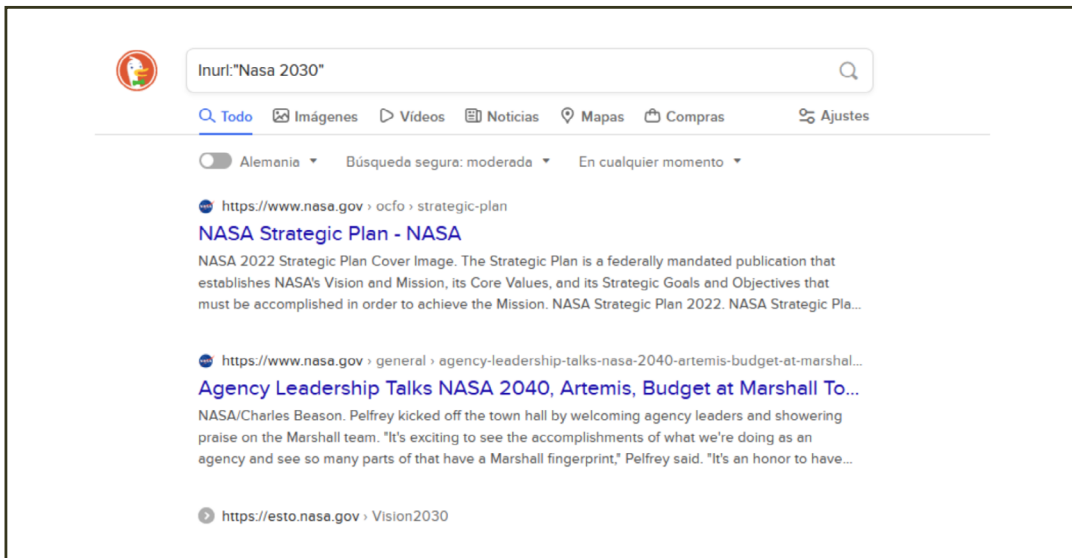 Inurl:"Nasa 2030"
Todo Imágenes Vídeos Noticias Mapas Compras Ajustes
Alemania Búsqueda segura: moderada En cualquier momento
https://www.nasa.gov › ocfo › strategic-plan
NASA Strategic Plan - NASA
NASA 2022 Strategic Plan Cover Image. The Strategic Plan is a federally mandated publication that
establishes NASA's Vision and Mission, its Core Values, and its Strategic Goals and Objectives that
must be accomplished in order to achieve the Mission. NASA Strategic Plan 2022. NASA Strategic Pla...
https://www.nasa.gov › general › agency-leadership-talks-nasa-2040-artemis-budget-at-marshal...
Agency Leadership Talks NASA 2040, Artemis, Budget at Marshall To...
NASA/Charles Beason. Pelfrey kicked off the town hall by welcoming agency leaders and showering
praise on the Marshall team. "It's exciting to see the accomplishments of what we're doing as an
agency and see so many parts of that have a Marshall fingerprint," Pelfrey said. "It's an honor to have...
https://esto.nasa.gov › Vision2030